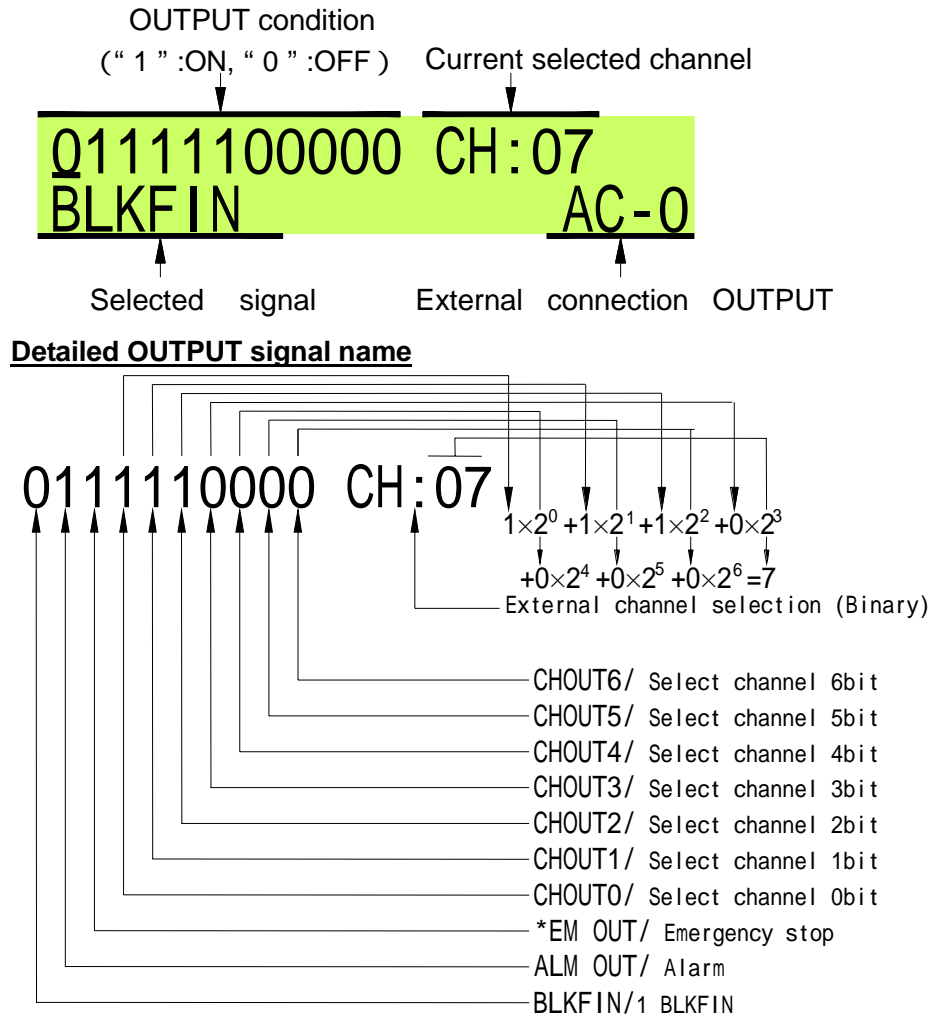 OUTPUT condition
(“ 1 ” :ON, “ 0 ” :OFF ) Current selected channel
01111100000 CH:07
BLKFIN AC-0
Selected signal External connection OUTPUT
Detailed OUTPUT signal name
0111110000 CH:07
1×2⁰ +1×2¹ +1×2² +0×2³
+0×2⁴ +0×2⁵ +0×2⁶ =7
External channel selection (Binary)
CHOUT6/ Select channel 6bit
CHOUT5/ Select channel 5bit
CHOUT4/ Select channel 4bit
CHOUT3/ Select channel 3bit
CHOUT2/ Select channel 2bit
CHOUT1/ Select channel 1bit
CHOUT0/ Select channel 0bit
*EM OUT/ Emergency stop
ALM OUT/ Alarm
BLKFIN/1 BLKFIN